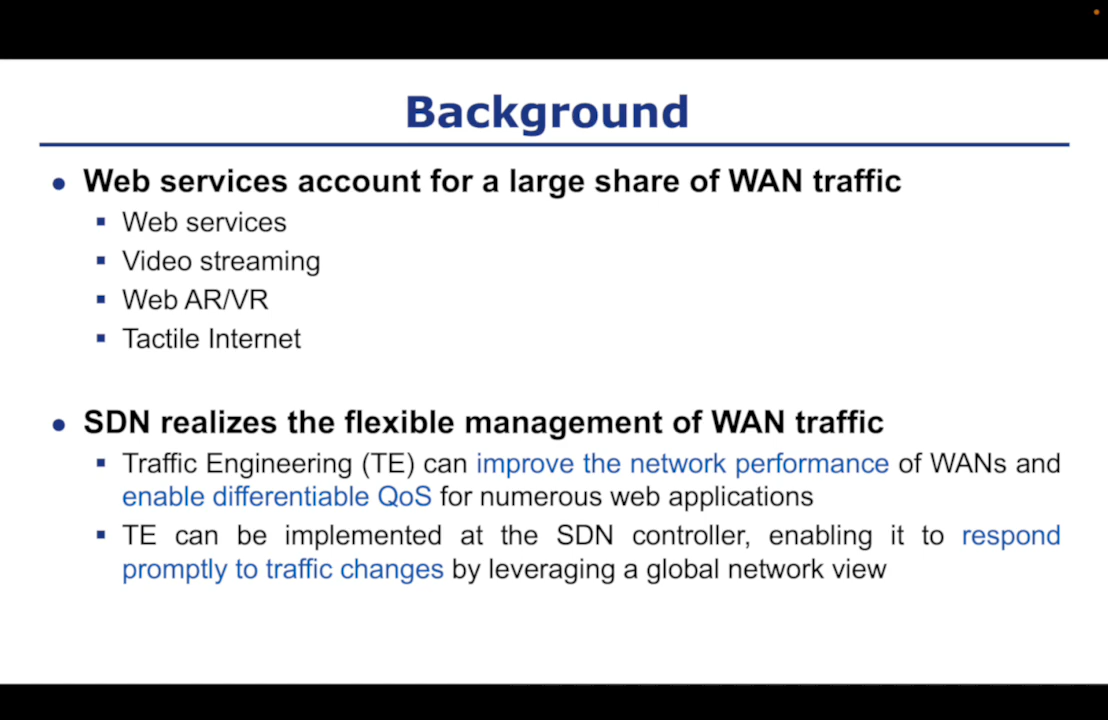 Background
● Web services account for a large share of WAN traffic
▪ Web services
▪ Video streaming
▪ Web AR/VR
▪ Tactile Internet
● SDN realizes the flexible management of WAN traffic
▪ Traffic Engineering (TE) can improve the network performance of WANs and
enable differentiable QoS for numerous web applications
▪ TE can be implemented at the SDN controller, enabling it to respond
promptly to traffic changes by leveraging a global network view